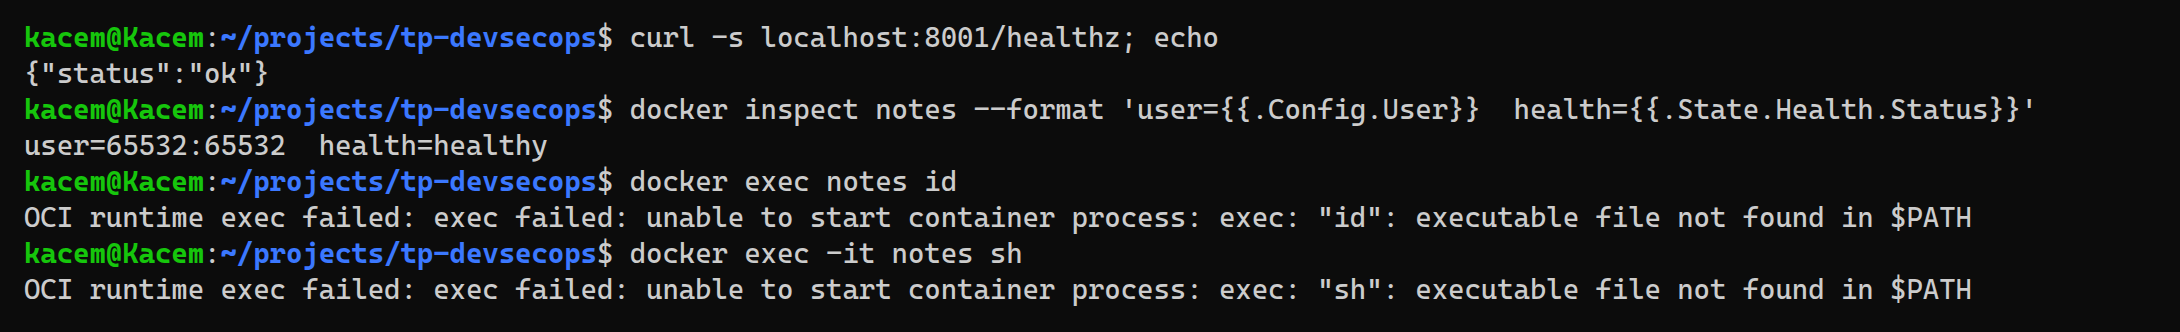 kacem@Kacem:~/projects/tp-devsecops$ curl -s localhost:8001/healthz; echo
{"status":"ok"}
kacem@Kacem:~/projects/tp-devsecops$ docker inspect notes --format 'user={{.Config.User}}  health={{.State.Health.Status}}'
user=65532:65532  health=healthy
kacem@Kacem:~/projects/tp-devsecops$ docker exec notes id
OCI runtime exec failed: exec failed: unable to start container process: exec: "id": executable file not found in $PATH
kacem@Kacem:~/projects/tp-devsecops$ docker exec -it notes sh
OCI runtime exec failed: exec failed: unable to start container process: exec: "sh": executable file not found in $PATH